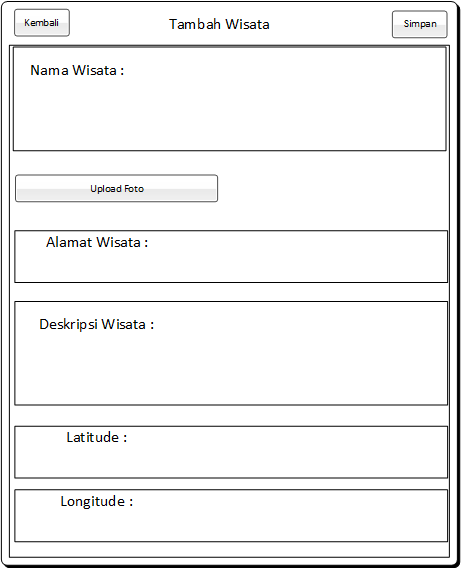 Kembali
Tambah Wisata
Simpan
Nama Wisata :
Upload Foto
Alamat Wisata :
Deskripsi Wisata :
Latitude :
Longitude :